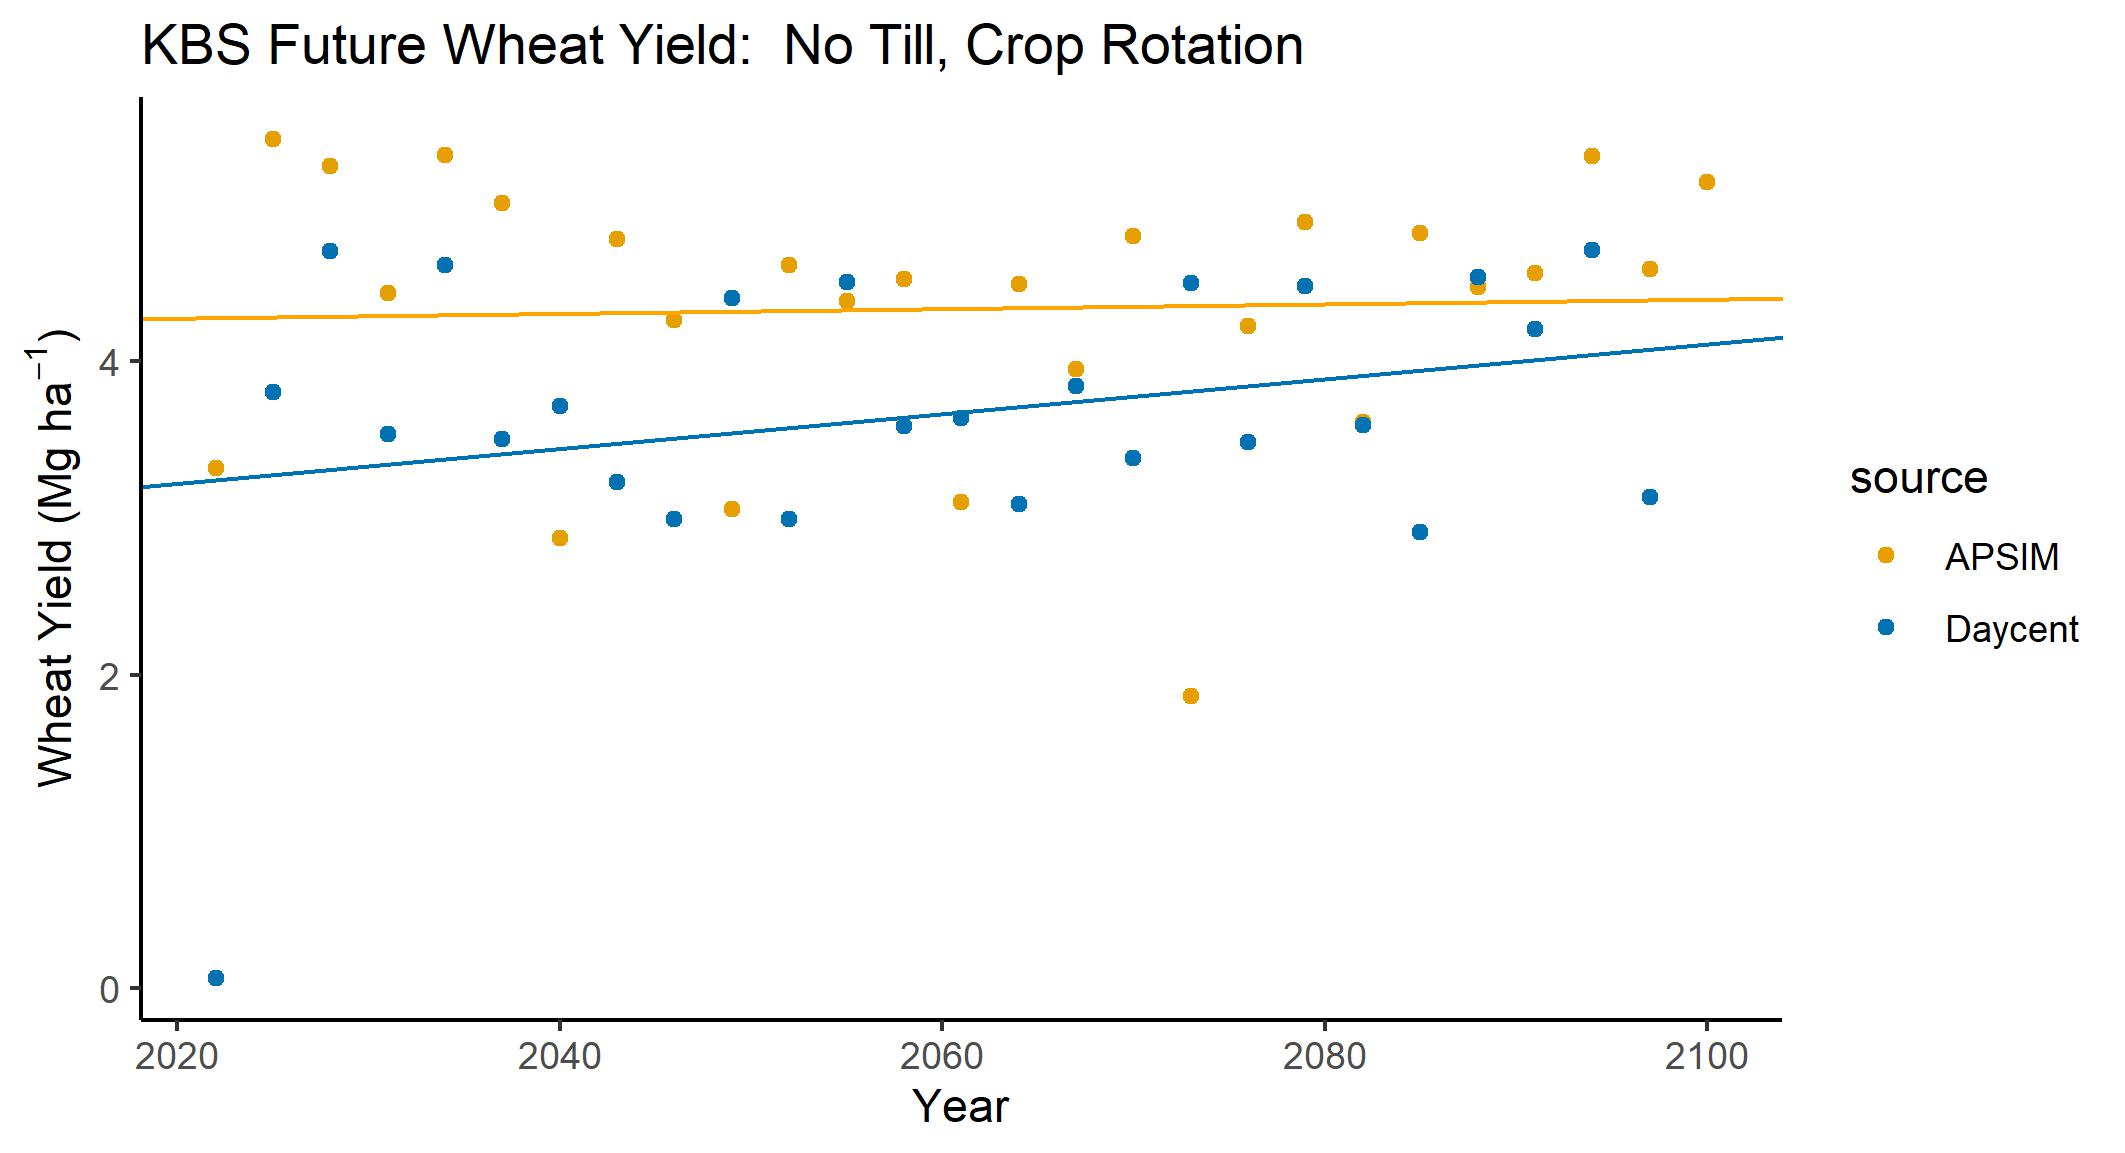 KBS Future Wheat Yield:  No Till, Crop Rotation
Wheat Yield (Mg ha⁻¹)
4
2
0
2020 2040 2060 2080 2100
Year
source
APSIM
Daycent